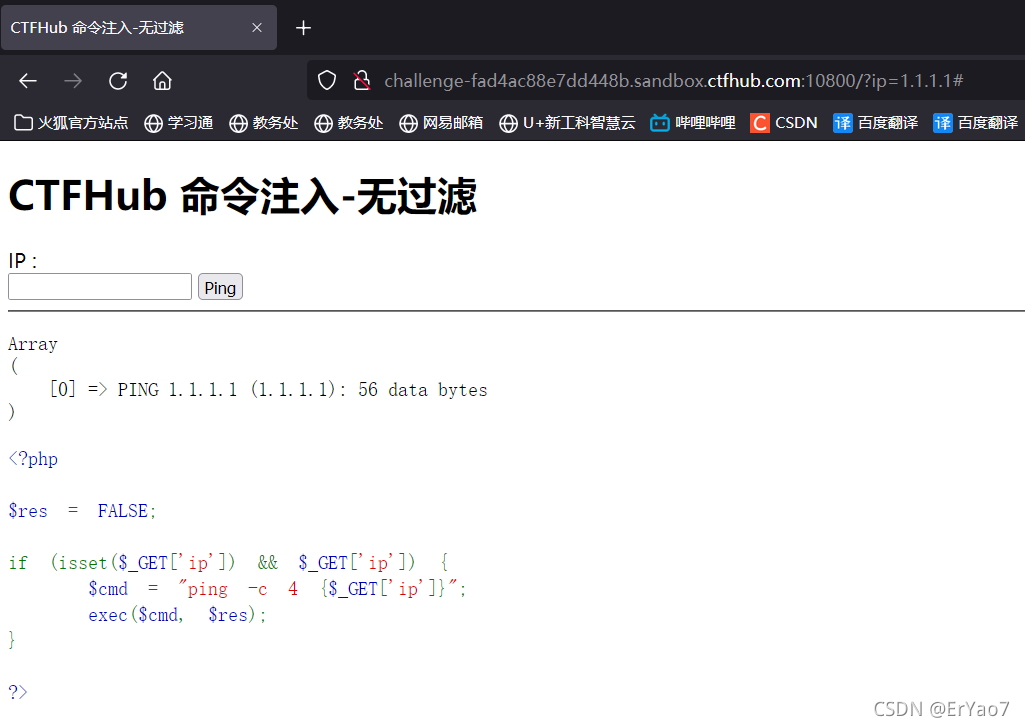 CTFHub 命令注入-无过滤
challenge-fad4ac88e7dd448b.sandbox.ctfhub.com:10800/?ip=1.1.1.1#
火狐官方站点 学习通 教务处 教务处 网易邮箱 U+新工科智慧云 哔哩哔哩 C CSDN 译 百度翻译 译 百度翻译
CTFHub 命令注入-无过滤
IP :
Ping
Array
(
    [0] => PING 1.1.1.1 (1.1.1.1): 56 data bytes
)
<?php
$res = FALSE;
if (isset($_GET['ip']) && $_GET['ip']) {
    $cmd = "ping -c 4 {$_GET['ip']}";
    exec($cmd, $res);
}
?>
CSDN @ErYao7